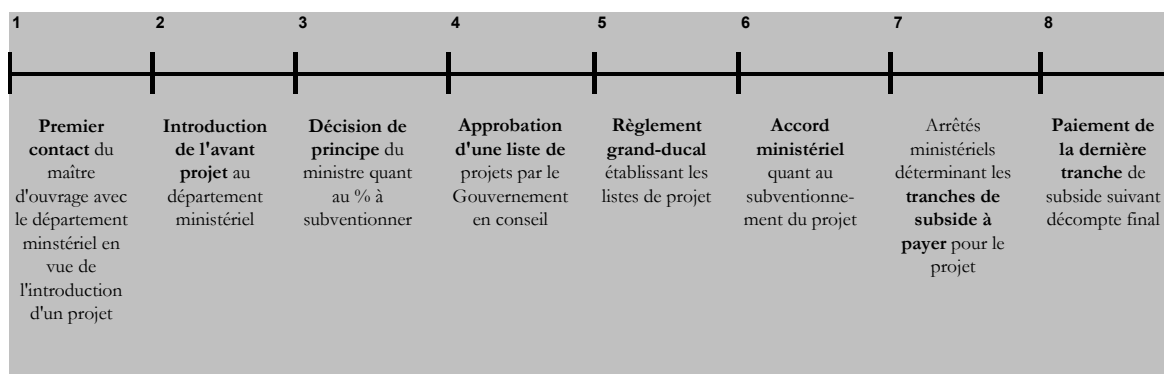 1 2 3 4 5 6 7 8
Premier
contact du
maître
d'ouvrage avec
le département
minstériel en
vue de
l'introduction
d'un projet
Introduction
de l'avant
projet au
département
ministériel
Décision de
principe du
ministre quant
au % à
subventionner
Approbation
d'une liste de
projets par le
Gouvernement
en conseil
Règlement
grand-ducal
établissant les
listes de projet
Accord
ministériel
quant au
subventionne-
ment du projet
Arrêtés
ministériels
déterminant les
tranches de
subside à
payer pour le
projet
Paiement de
la dernière
tranche de
subside suivant
décompte final